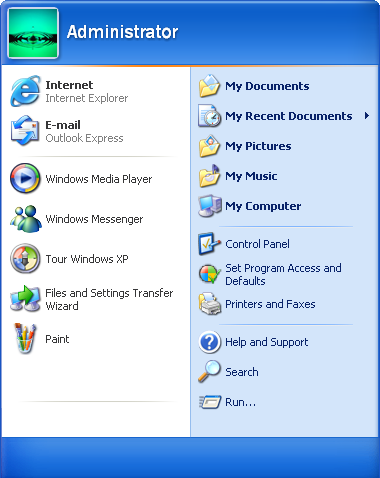 Administrator
Internet
Internet Explorer
E-mail
Outlook Express
Windows Media Player
Windows Messenger
Tour Windows XP
Files and Settings Transfer
Wizard
Paint
My Documents
My Recent Documents
My Pictures
My Music
My Computer
Control Panel
Set Program Access and
Defaults
Printers and Faxes
Help and Support
Search
Run...